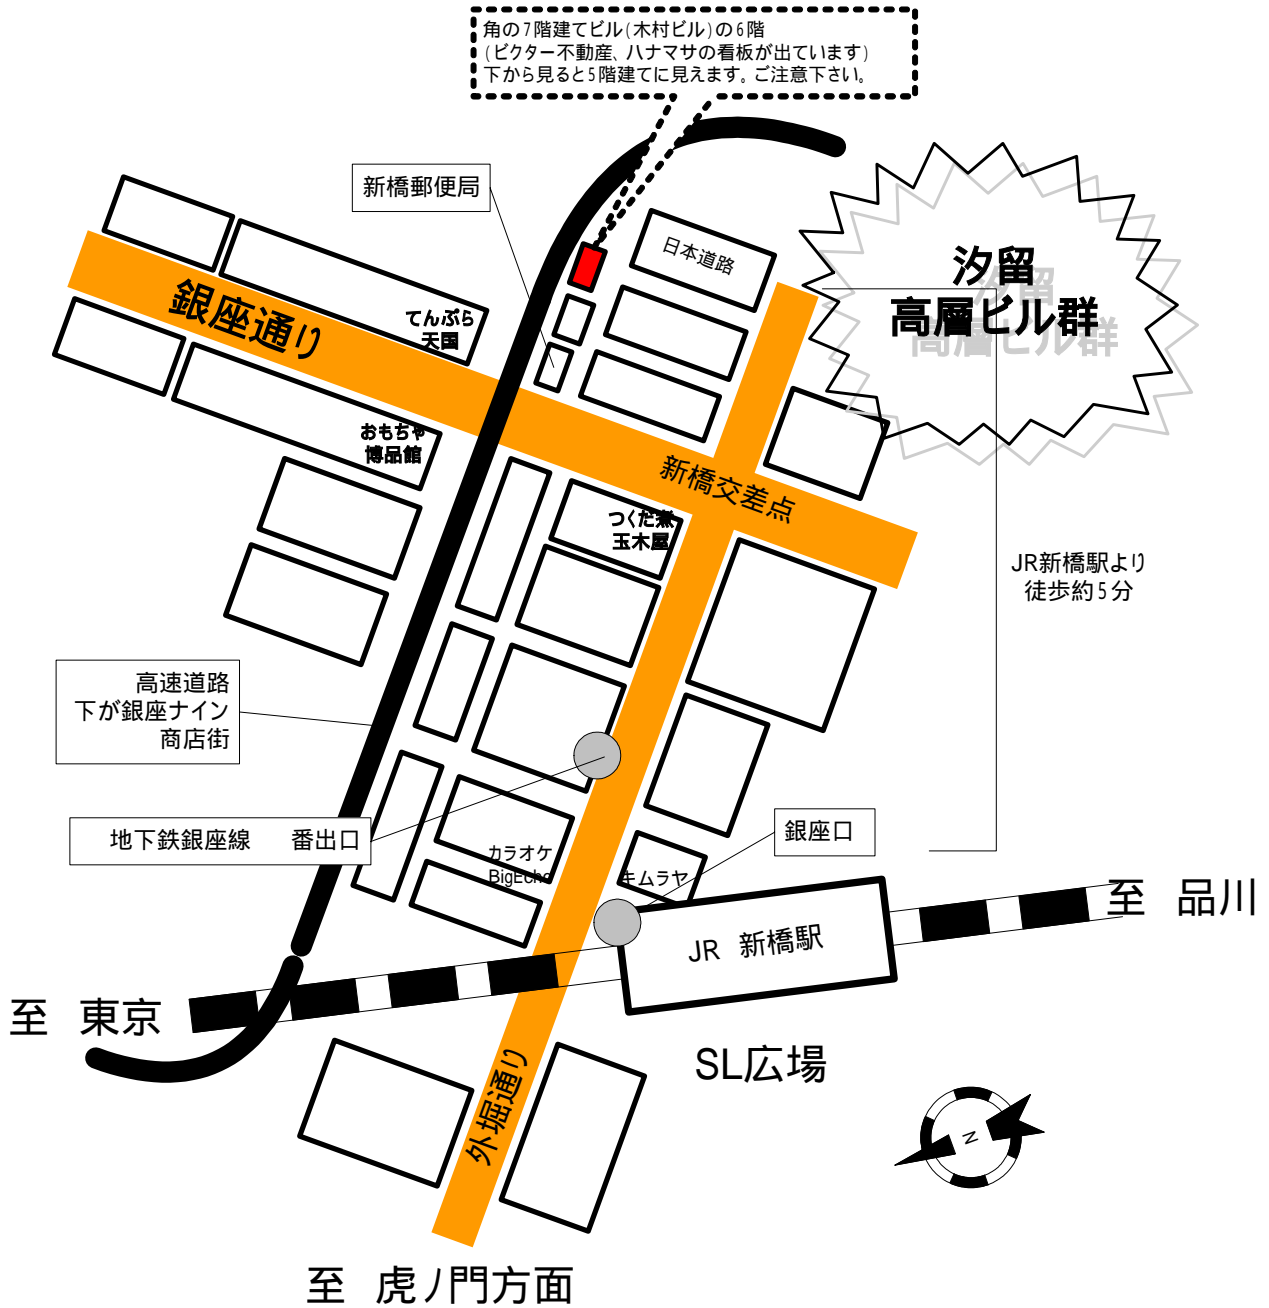 角の7階建てビル(木村ビル)の6階
(ビクター不動産、ハナマサの看板が出ています)
下から見ると5階建てに見えます。ご注意下さい。
新橋郵便局
日本道路
汐留
高層ビル群
銀座通り
てんぷら
天国
おもちゃ
博品館
新橋交差点
つくだ煮
玉木屋
JR新橋駅より
徒歩約5分
高速道路
下が銀座ナイン
商店街
地下鉄銀座線 番出口
銀座口
カラオケ
BigEcho
キムラヤ
至 品川
JR 新橋駅
至 東京
SL広場
外堀通り
N
至 虎ノ門方面